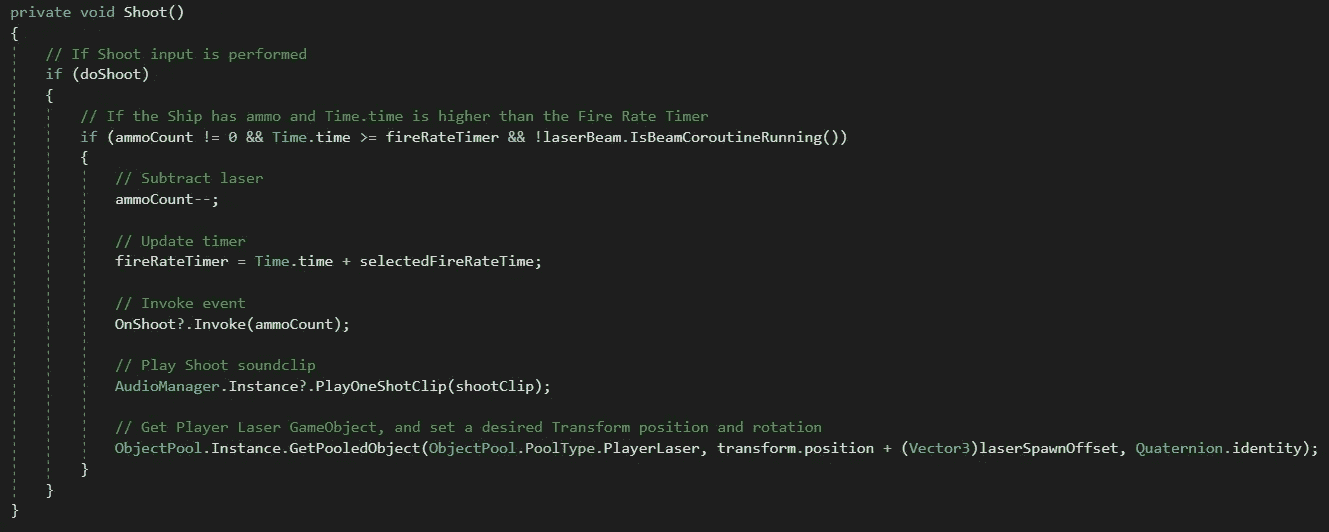 private void Shoot()
{
// If Shoot input is performed
if (doShoot)
{
// If the Ship has ammo and Time.time is higher than the Fire Rate Timer
if (ammoCount != 0 && Time.time >= fireRateTimer && !laserBeam.IsBeamCoroutineRunning())
{
// Subtract laser
ammoCount--;
// Update timer
fireRateTimer = Time.time + selectedFireRateTime;
// Invoke event
OnShoot?.Invoke(ammoCount);
// Play Shoot soundclip
AudioManager.Instance?.PlayOneShotClip(shootClip);
// Get Player Laser GameObject, and set a desired Transform position and rotation
ObjectPool.Instance.GetPooledObject(ObjectPool.PoolType.PlayerLaser, transform.position + (Vector3)laserSpawnOffset, Quaternion.identity);
}
}
}